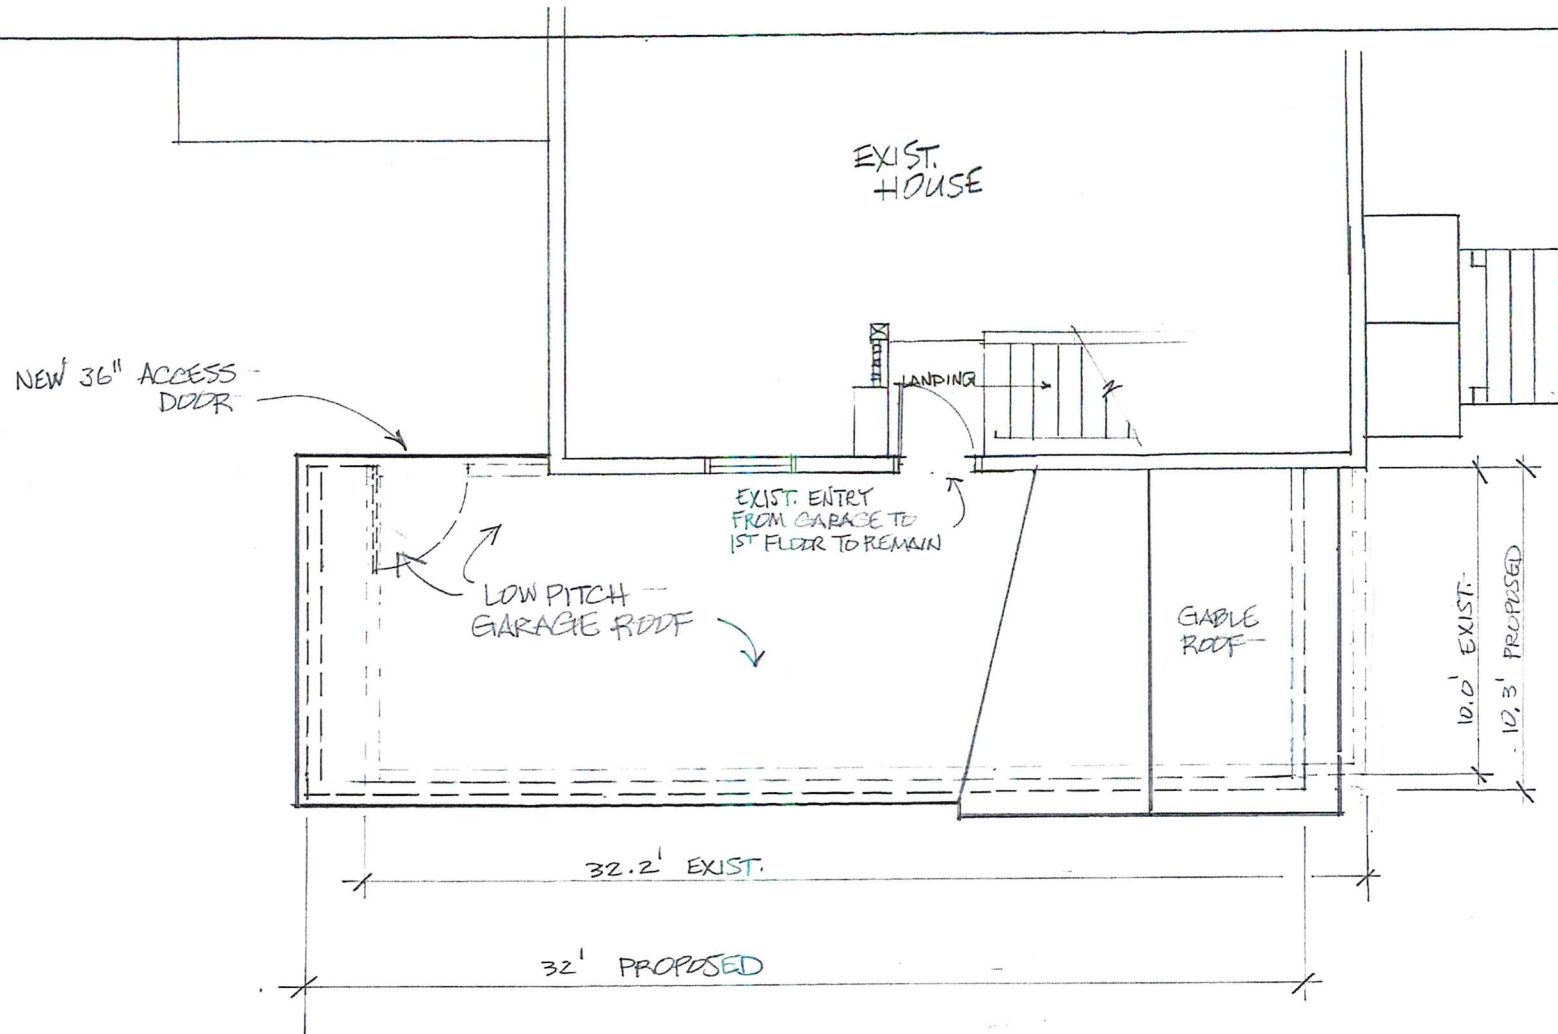 EXIST.
HOUSE
NEW 36" ACCESS
DOOR
LANDING
EXIST. ENTRY
FROM GARAGE TO
1ST FLOOR TO REMAIN
LOW PITCH
GARAGE ROOF
GABLE
ROOF
10.0' EXIST.
10.3' PROPOSED
32.2' EXIST.
32' PROPOSED